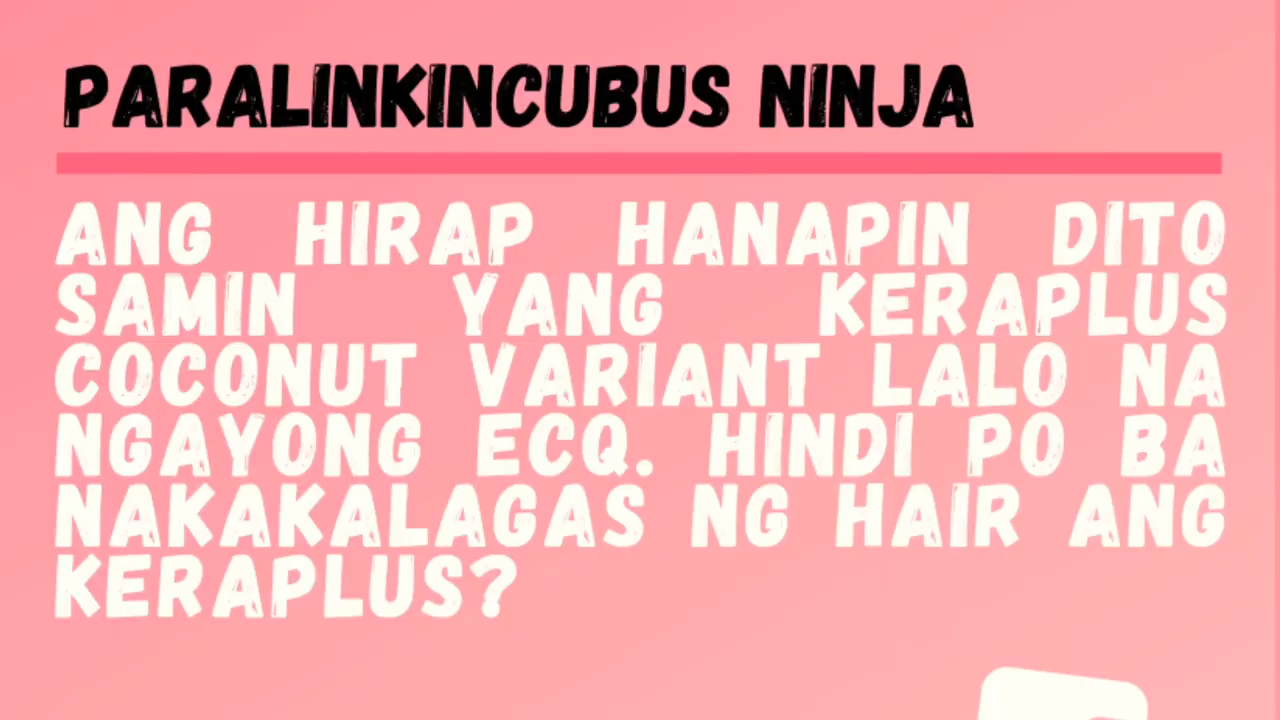 PARALINKINCUBUS NINJA
ANG HIRAP HANAPIN DITO
SAMIN YANG KERAPLUS
COCONUT VARIANT LALO NA
NGAYONG ECQ. HINDI PO BA
NAKAKALAGAS NG HAIR ANG
KERAPLUS?